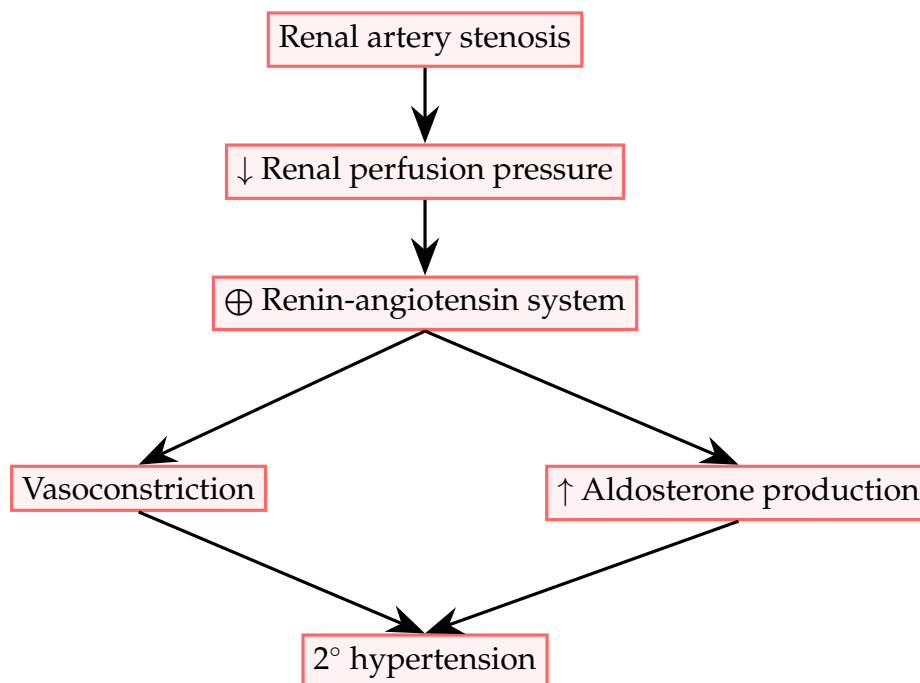 Renal artery stenosis
↓ Renal perfusion pressure
⊕ Renin-angiotensin system
Vasoconstriction
↑ Aldosterone production
2° hypertension